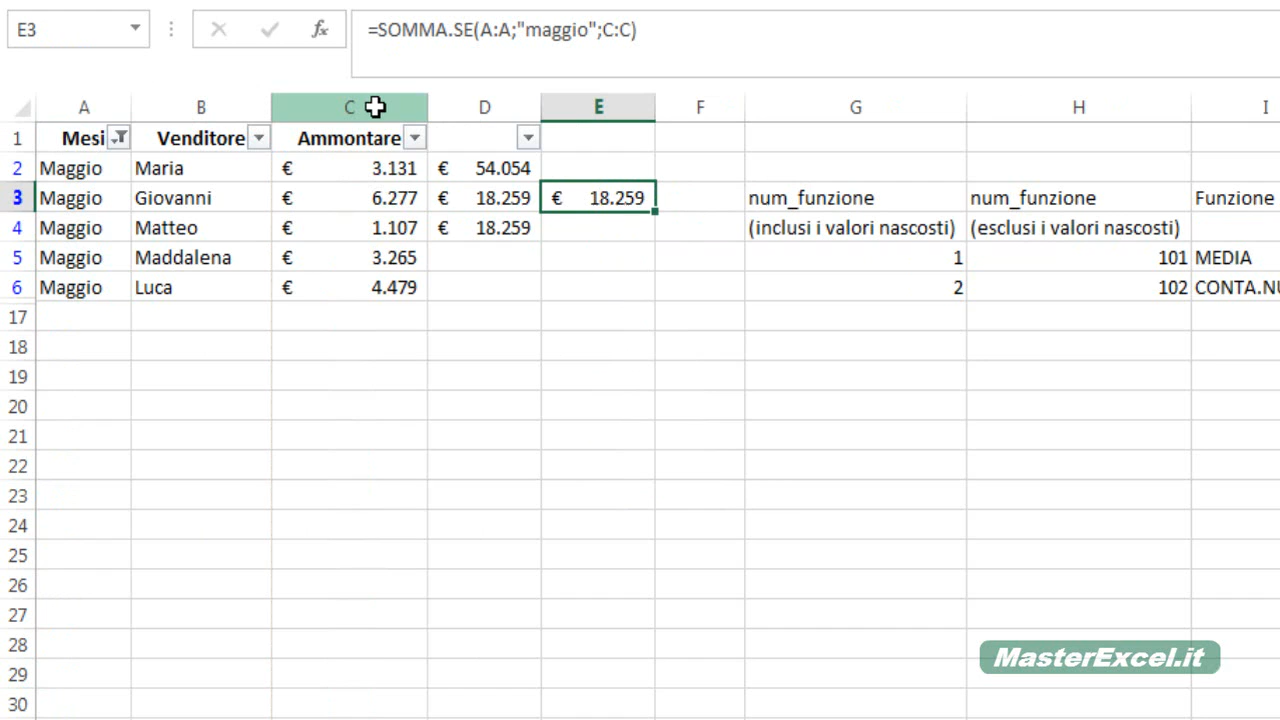 E3 fx =SOMMA.SE(A:A;"maggio";C:C)
A B C D E F G H I
1 Mesi Venditore Ammontare
2 Maggio Maria € 3.131 € 54.054
3 Maggio Giovanni € 6.277 € 18.259 € 18.259 num_funzione num_funzione Funzione
4 Maggio Matteo € 1.107 € 18.259 (inclusi i valori nascosti) (esclusi i valori nascosti)
5 Maggio Maddalena € 3.265 1 101 MEDIA
6 Maggio Luca € 4.479 2 102 CONTA.NU
17
18
19
20
21
22
23
24
25
26
27
28
29
30
MasterExcel.it